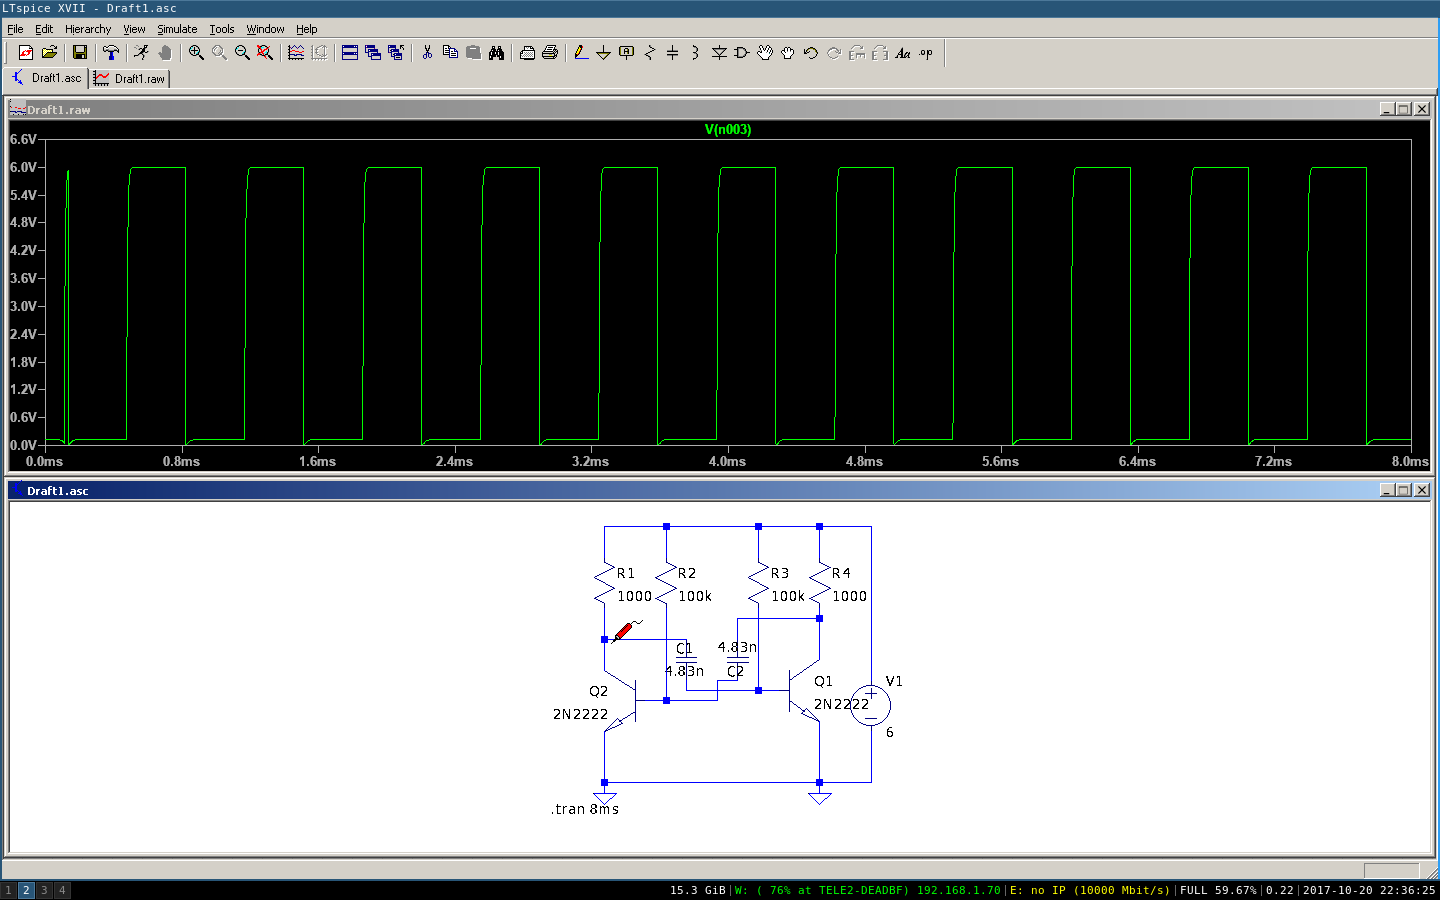 LTspice XVII - Draft1.asc
File Edit Hierarchy View Simulate Tools Window Help
Draft1.asc Draft1.raw
Draft1.raw
V(n003)
6.6V
6.0V
5.4V
4.8V
4.2V
3.6V
3.0V
2.4V
1.8V
1.2V
0.6V
0.0V
0.0ms 0.8ms 1.6ms 2.4ms 3.2ms 4.0ms 4.8ms 5.6ms 6.4ms 7.2ms 8.0ms
Draft1.asc
R1 R2 R3 R4
1000 100k 100k 1000
C1 4.83n
4.83n C2
Q2 Q1 V1
2N2222 2N2222
6
.tran 8ms
1 2 3 4 15.3 GiB|W: ( 76% at TELE2-DEADBF) 192.168.1.70|E: no IP (10000 Mbit/s)|FULL 59.67%|0.22|2017-10-20 22:36:25